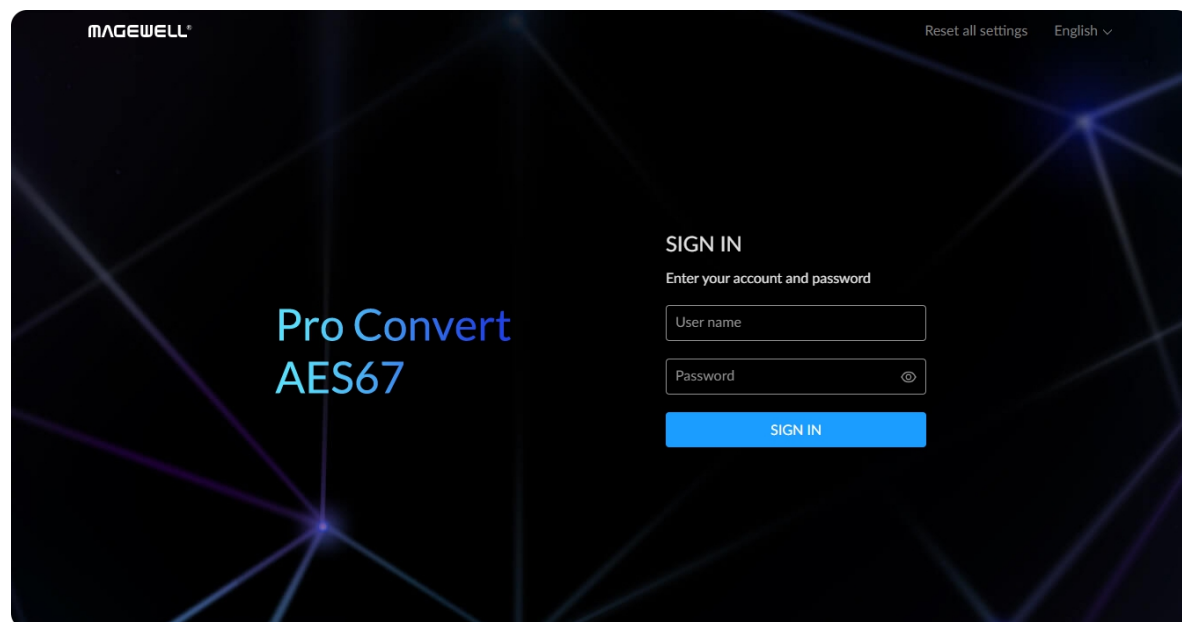 MAGEWELL®
Reset all settings English
SIGN IN
Enter your account and password
User name
Pro Convert
AES67
Password
SIGN IN